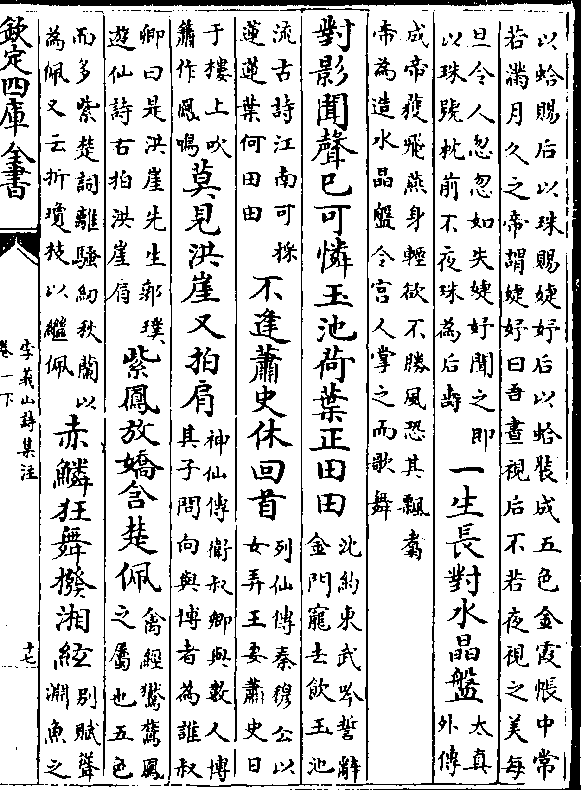 以蛤賜后以珠賜婕妤后以蛤裝成五色金霞帳中常
若滿月久之帝謂婕妤曰吾晝視后不若夜視之美每
旦令人忽忽如失婕妤聞之即
以珠號枕前不夜珠為后壽
一生長對水晶盤
太真
外傳
成帝獲飛燕身輕欲不勝風恐其飄翥
帝為造水晶盤令宫人掌之而歌舞
對影聞聲已可憐玉池荷葉正田田
沈約東武吟誓辭
金門寵去飲玉池
流古詩江南可採
蓮蓮葉何田田
不逢蕭史休回首
列仙傳秦穆公以
女弄玉妻蕭史日
于樓上吹
簫作鳳鳴
莫見洪崖又拍肩
神仙傳衛叔卿與數人博
其子問向與博者為誰叔
卿曰是洪崖先生郭璞
遊仙詩右拍洪崖肩
紫鳳放嬌含楚佩
禽經鸑鷟鳳
之屬也五色
而多紫楚詞離騷紉秋蘭以
為佩又云折瓊枝以繼佩
赤鱗狂舞撥湘絃
別賦聳
淵魚之
欽定四庫全書
李義山詩集注
卷一下
十七